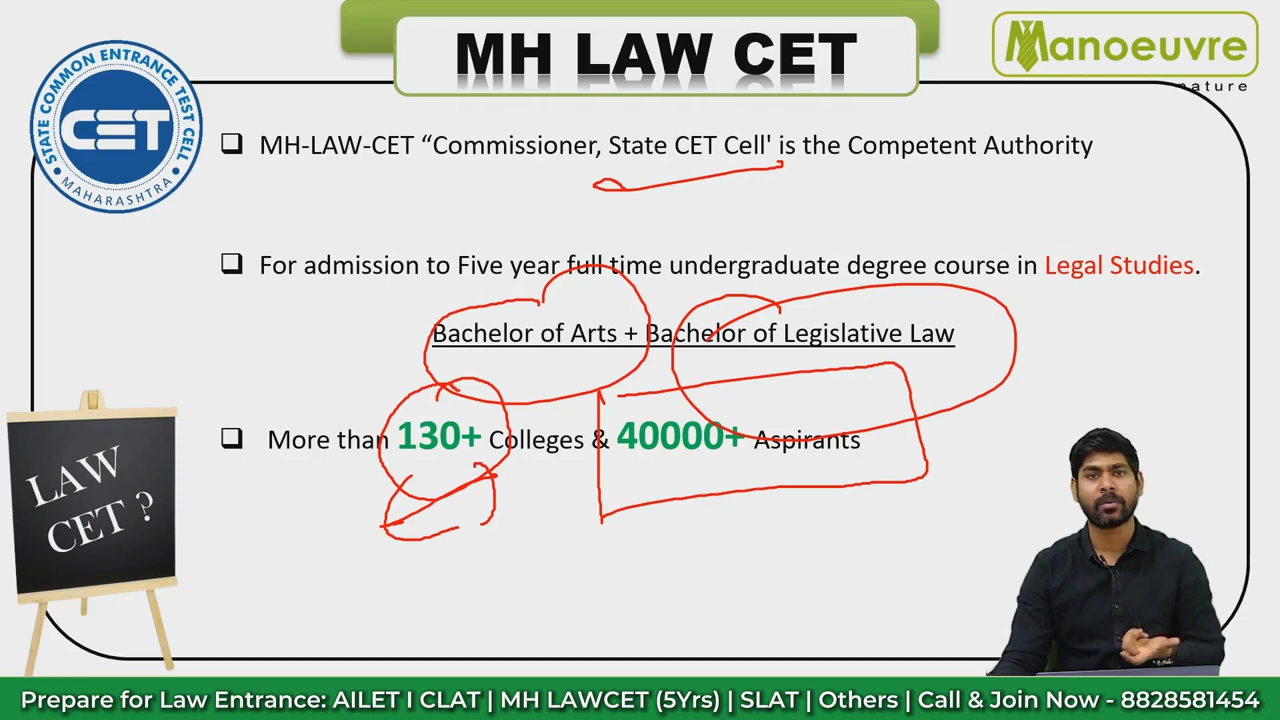 MH LAW CET
Manoeuvre
nature
STATE COMMON ENTRANCE TEST CELL
CET
• MAHARASHTRA •
MH-LAW-CET “Commissioner, State CET Cell' is the Competent Authority
For admission to Five year full time undergraduate degree course in Legal Studies.
Bachelor of Arts + Bachelor of Legislative Law
More than 130+ Colleges & 40000+ Aspirants
LAW
CET ?
Prepare for Law Entrance: AILET I CLAT | MH LAWCET (5Yrs) | SLAT | Others | Call & Join Now - 8828581454